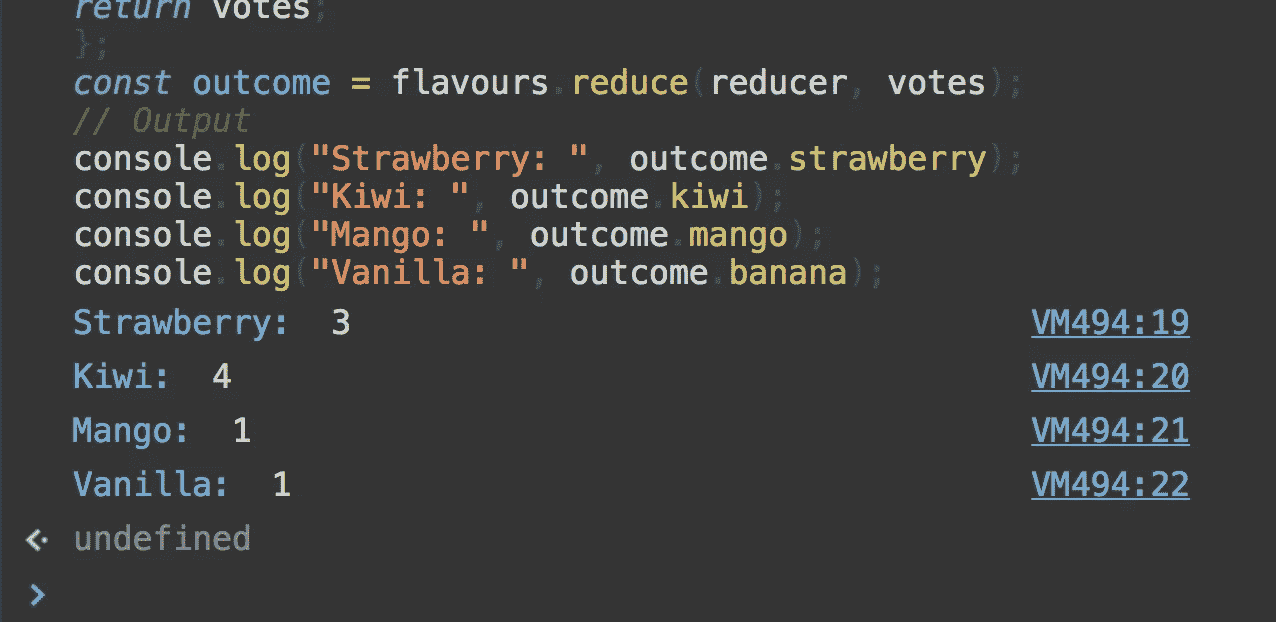 return votes;
};
const outcome = flavours.reduce(reducer, votes);
// Output
console.log("Strawberry: ", outcome.strawberry);
console.log("Kiwi: ", outcome.kiwi);
console.log("Mango: ", outcome.mango);
console.log("Vanilla: ", outcome.banana);
Strawberry:  3 VM494:19
Kiwi:  4 VM494:20
Mango:  1 VM494:21
Vanilla:  1 VM494:22
undefined